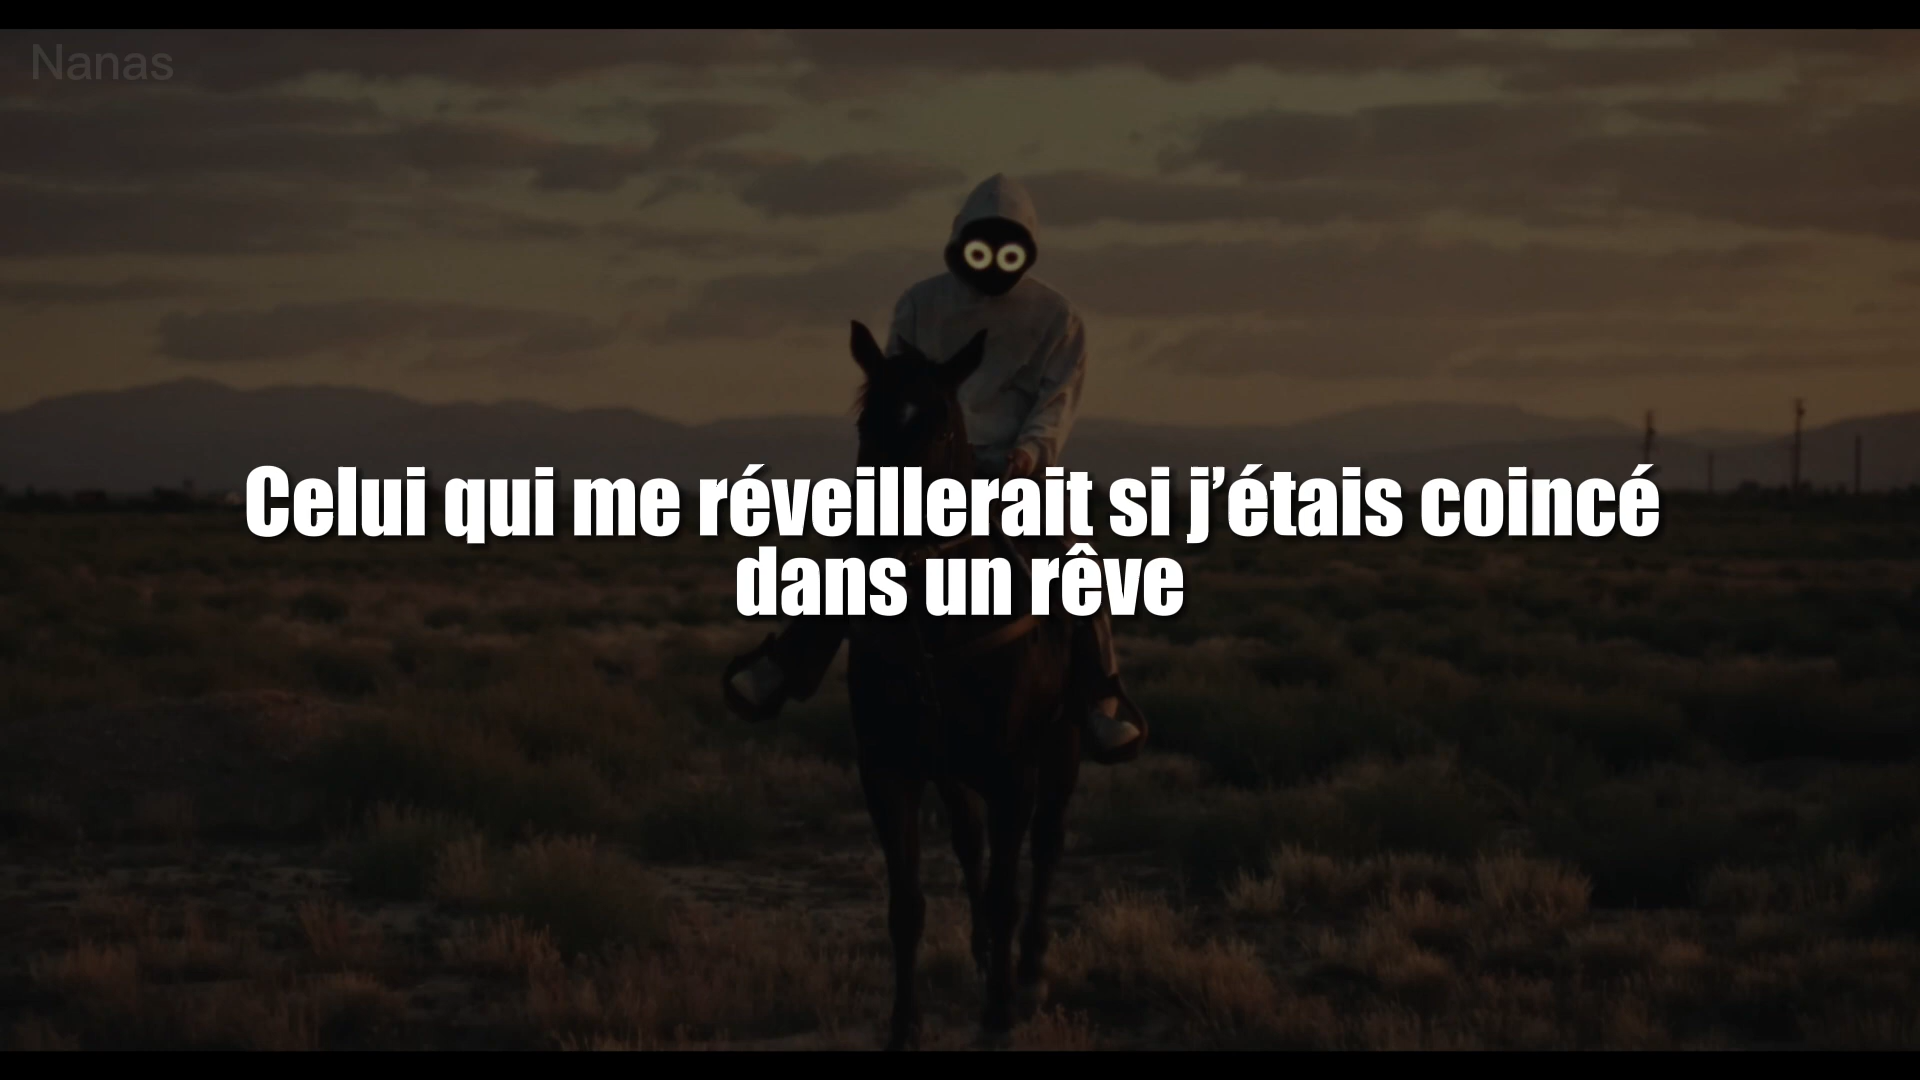 Nanas
Celui qui me réveillerait si j’étais coincé
dans un rêve